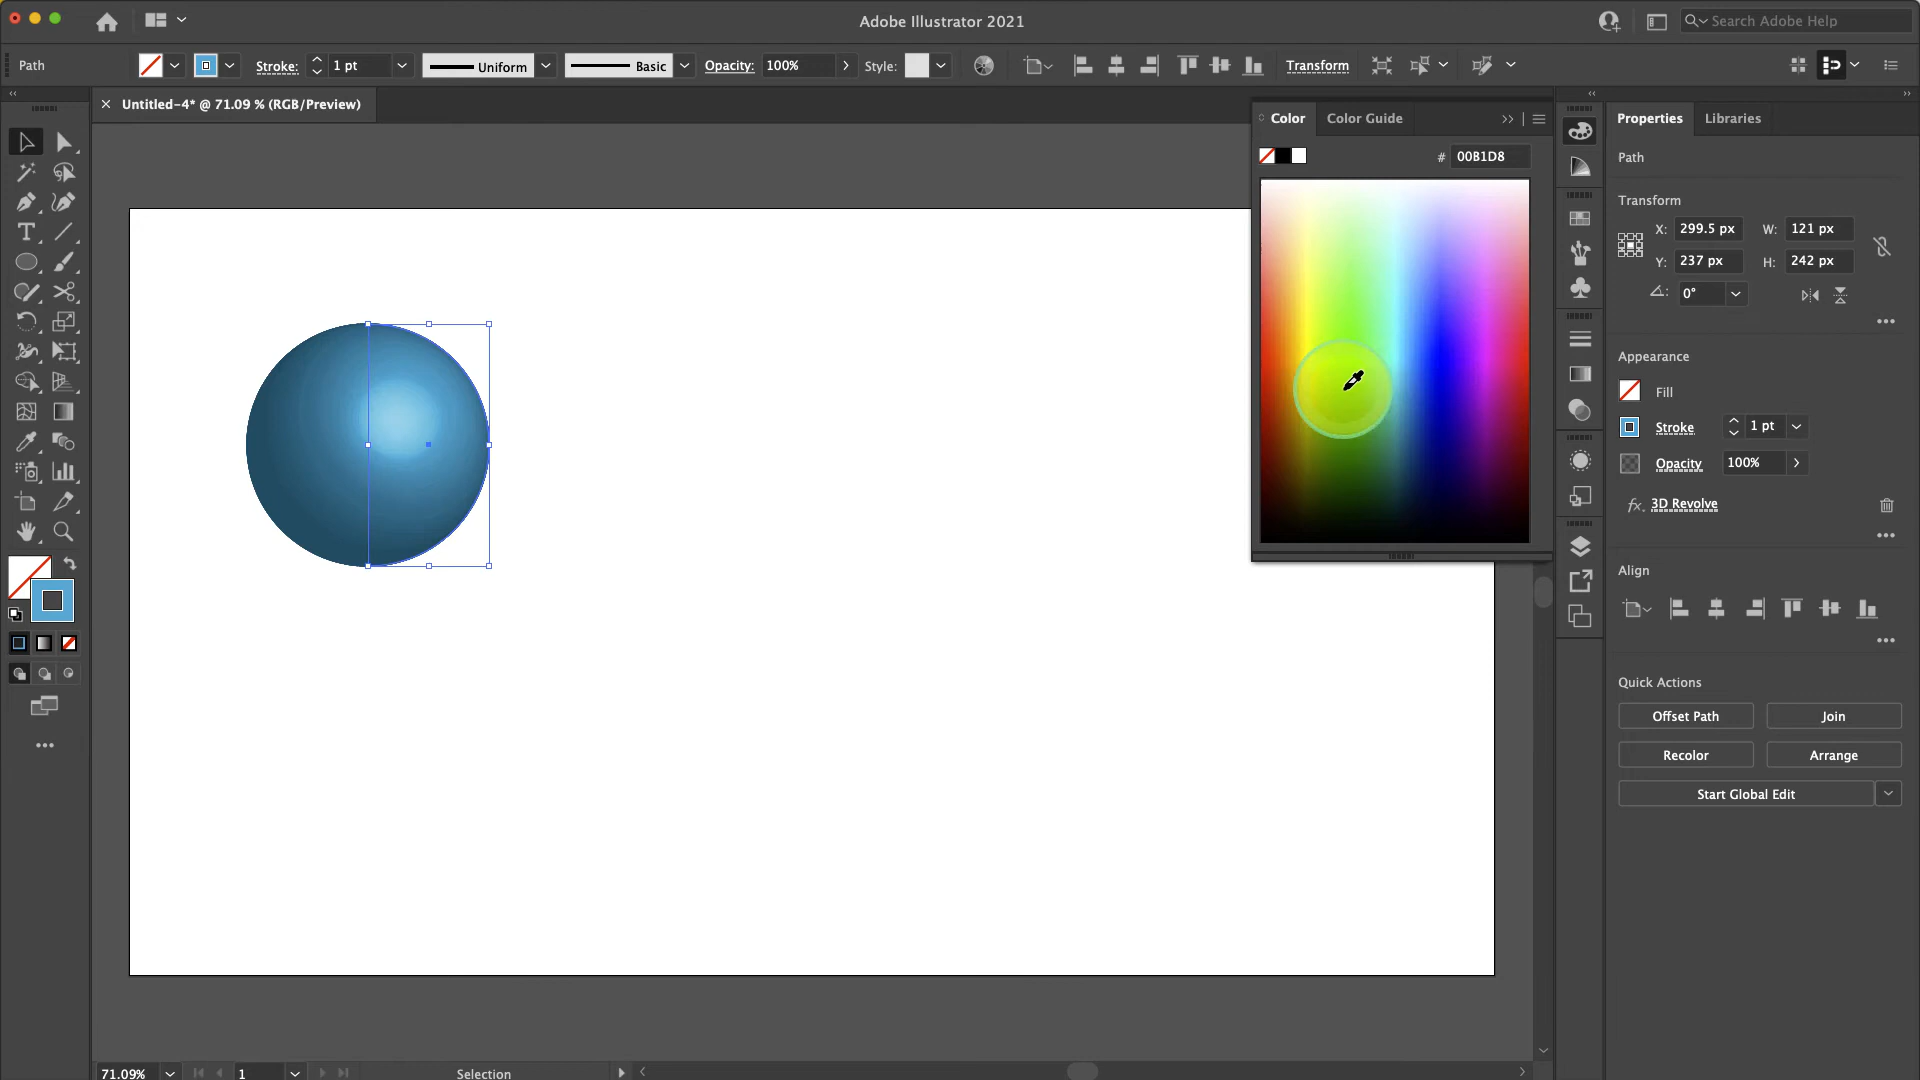 Adobe Illustrator 2021
Search Adobe Help
Path
Stroke:
1 pt
Uniform
Basic
Opacity:
100%
Style:
Transform
Untitled-4* @ 71.09 % (RGB/Preview)
Color
Color Guide
# 00B1D8
Properties
Libraries
Path
Transform
X: 299.5 px
W: 121 px
Y: 237 px
H: 242 px
0°
Appearance
Fill
Stroke
1 pt
Opacity
100%
fx. 3D Revolve
Align
Quick Actions
Offset Path
Join
Recolor
Arrange
Start Global Edit
71.09%
1
Selection